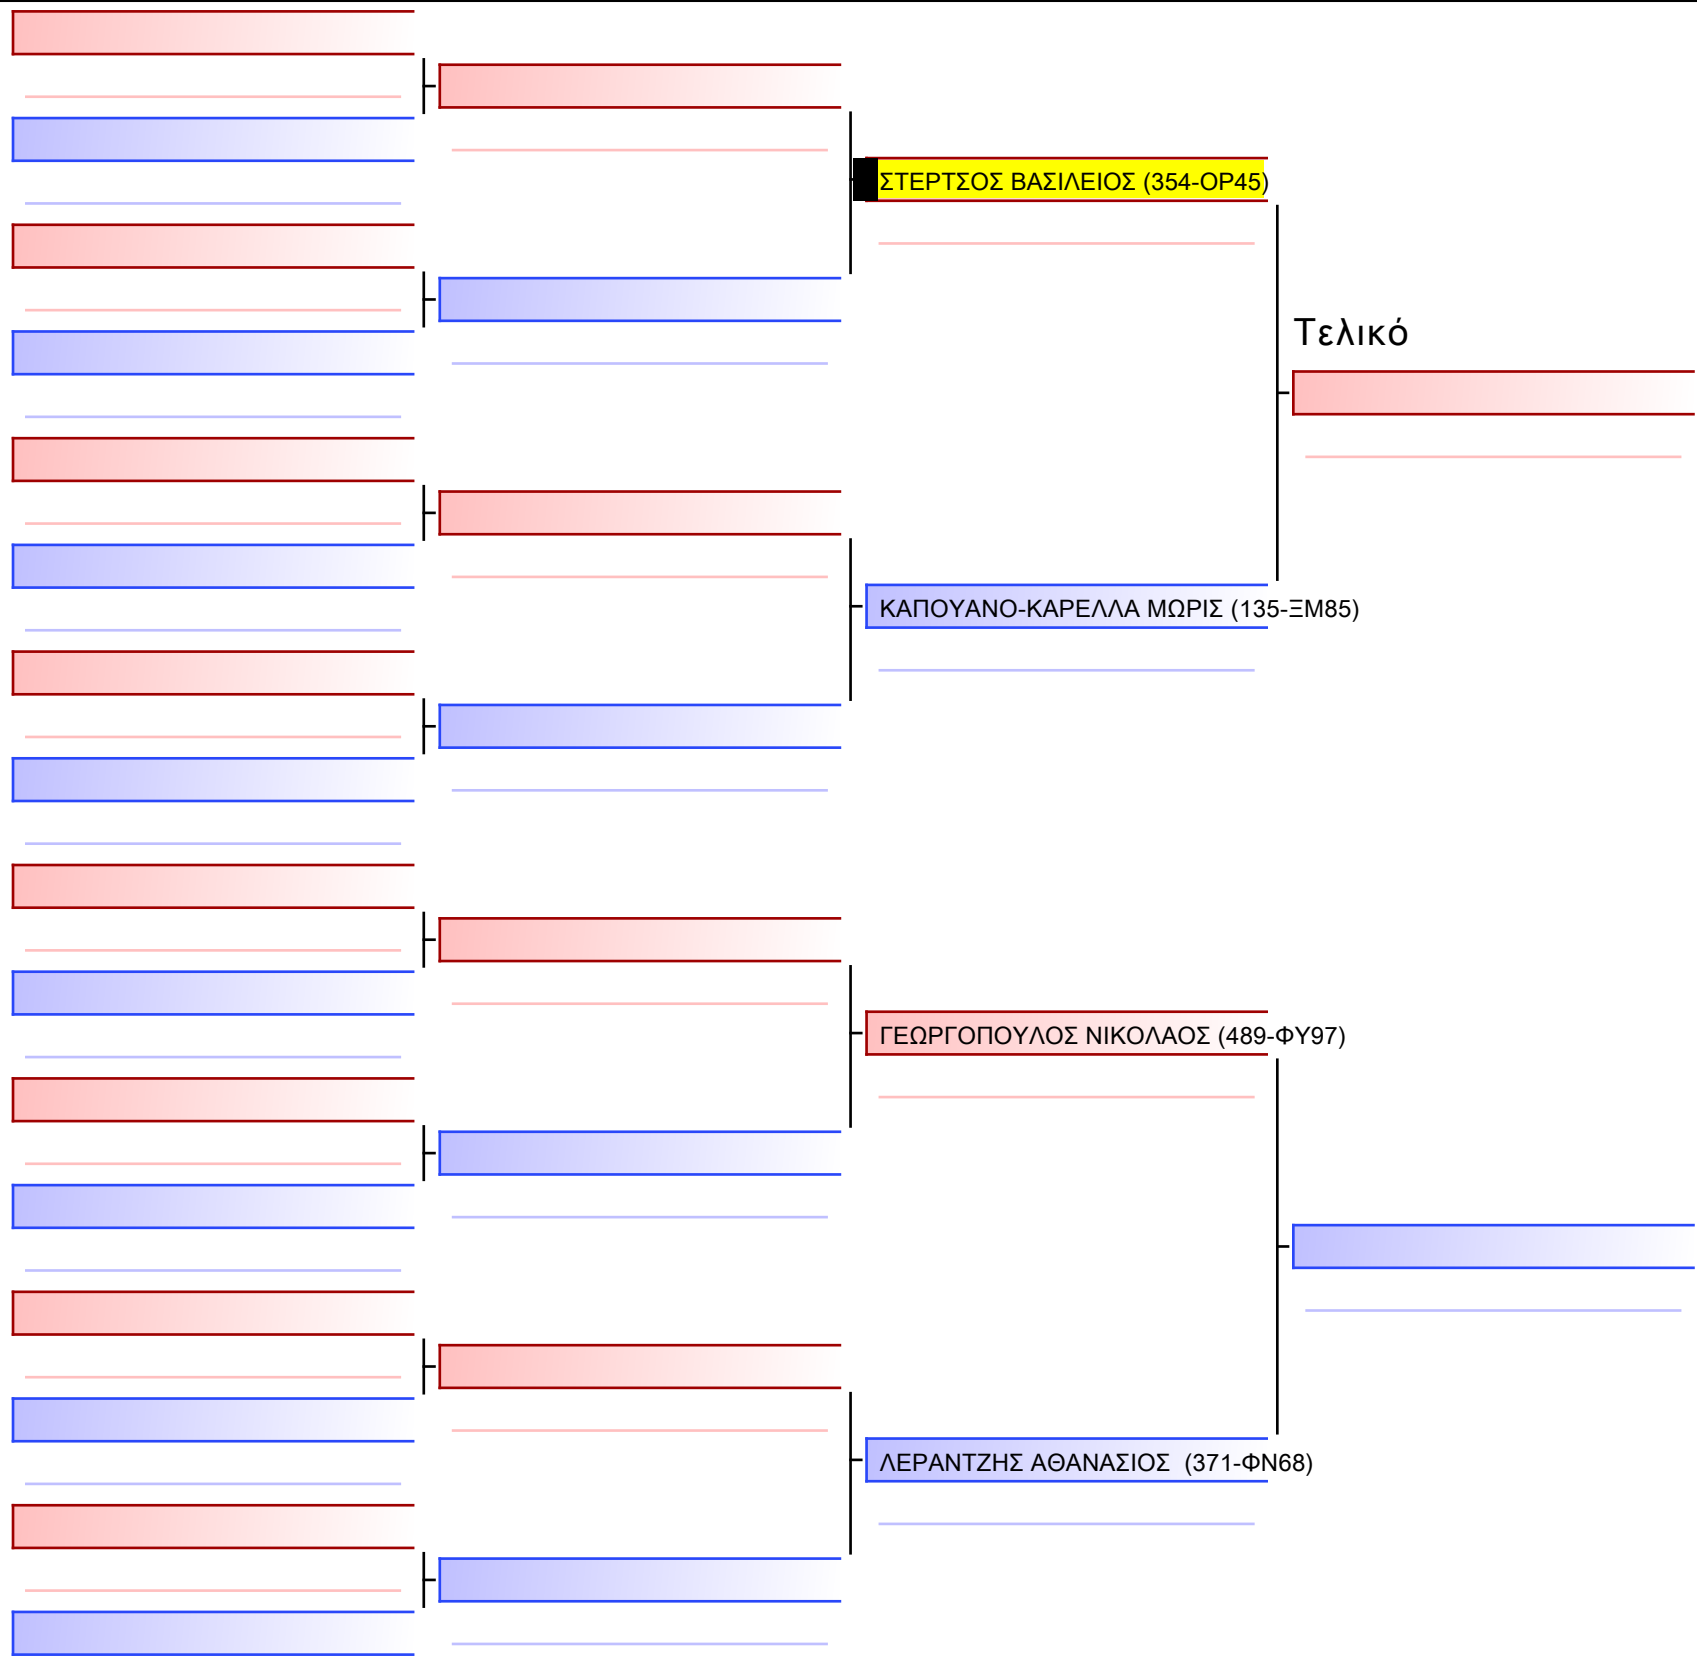 ΣΤΕΡΤΣΟΣ ΒΑΣΙΛΕΙΟΣ (354-ΟΡ45)
Τελικό
ΚΑΠΟΥΑΝΟ-ΚΑΡΕΛΛΑ ΜΩΡΙΣ (135-ΞΜ85)
ΓΕΩΡΓΟΠΟΥΛΟΣ ΝΙΚΟΛΑΟΣ (489-ΦΥ97)
ΛΕΡΑΝΤΖΗΣ ΑΘΑΝΑΣΙΟΣ  (371-ΦΝ68)